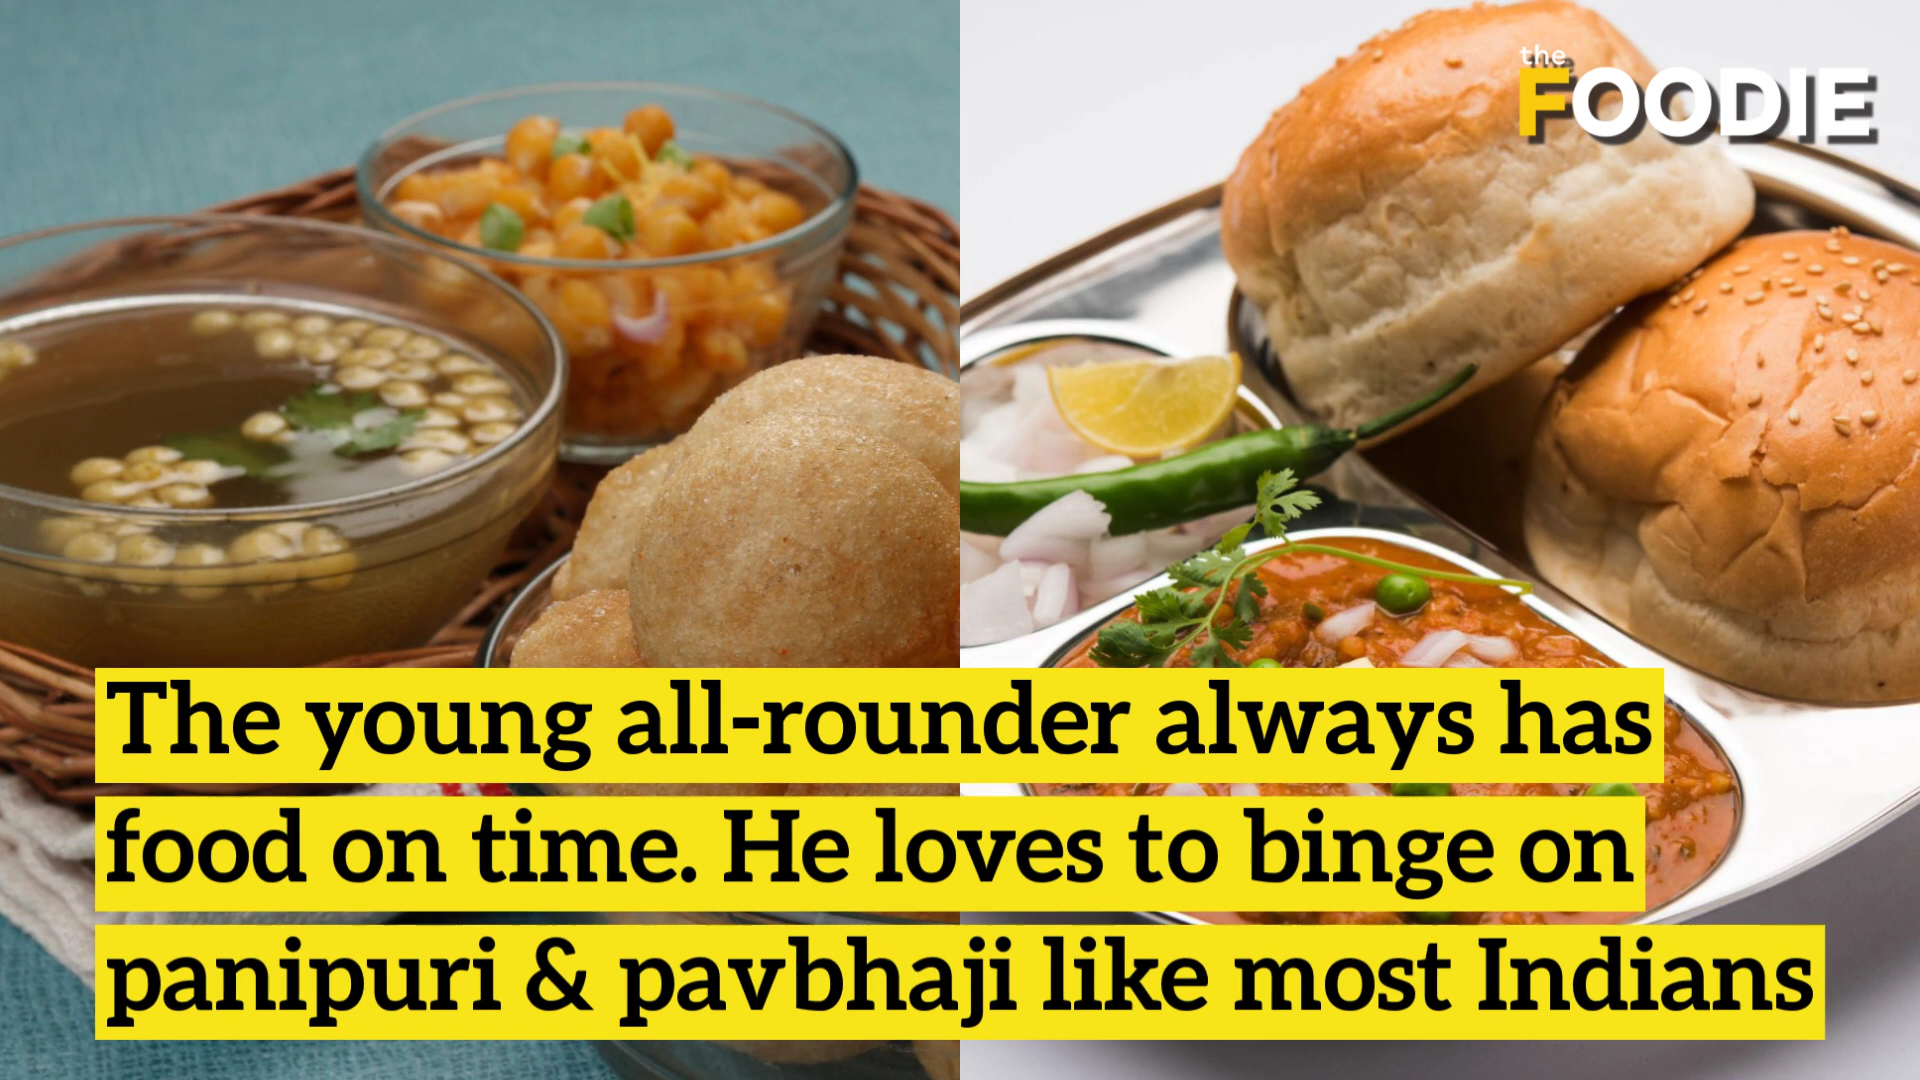 the
FOODIE
The young all-rounder always has
food on time. He loves to binge on
panipuri & pavbhaji like most Indians